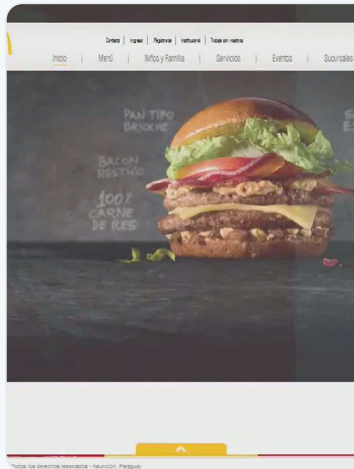 Contacto | Ingresar | Registrarse | Institucional | Trabaje con nosotros
Inicio | Menú | Niños y Familia | Servicios | Eventos | Sucursales
PAN TIPO
BRIOCHE
BACON
RÚSTICO
100%
CARNE
DE RES
Todos los derechos reservados - Asunción, Paraguay